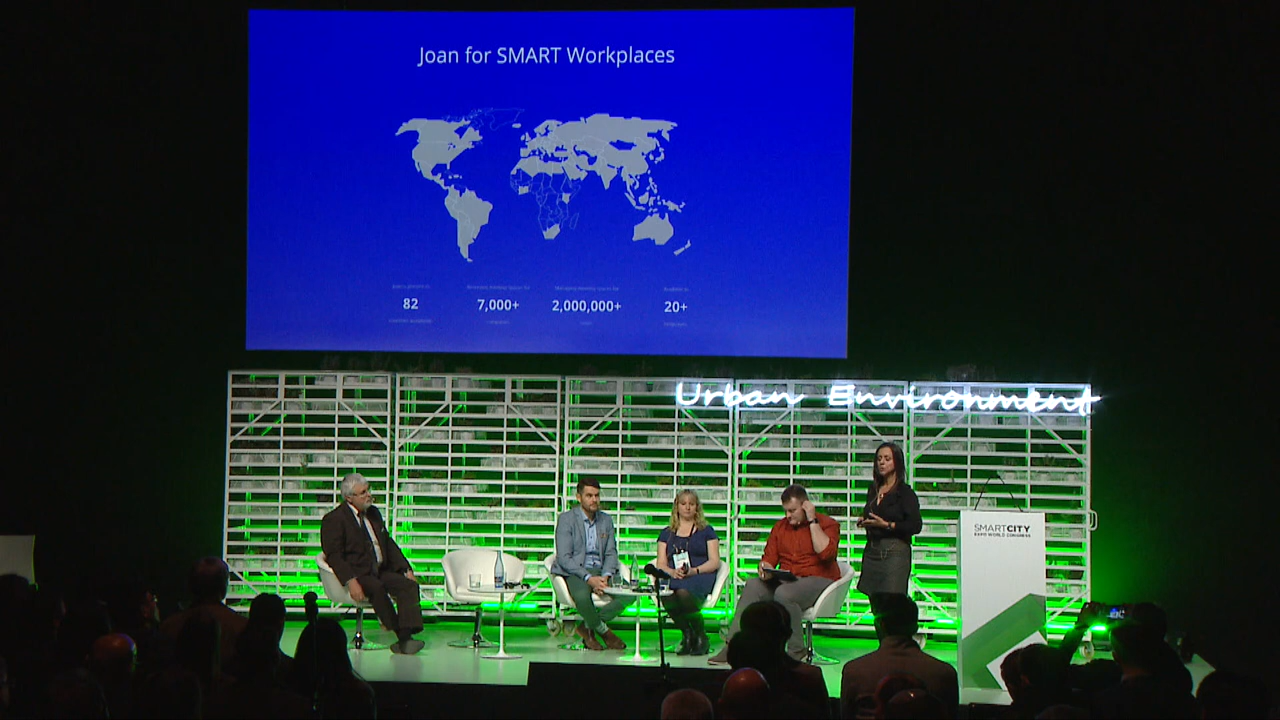 Joan for SMART Workplaces
82
7,000+
2,000,000+
20+
Urban Environment
SMARTCITY
EXPO WORLD CONGRESS